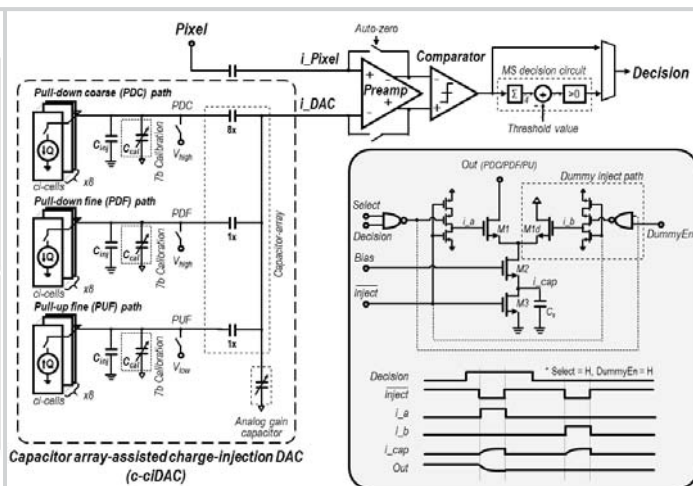 Pixel
Auto-zero
i_Pixel
Comparator
Preamp
MS decision circuit
Σ
4
>0
Decision
Threshold value
i_DAC
Pull-down coarse (PDC) path
PDC
8x
Q
Cinj
Ccal
7b Calibration
Vhigh
ci-cells
x8
Pull-down fine (PDF) path
PDF
1x
Q
Cinj
Ccal
7b Calibration
Vhigh
ci-cells
x8
Capacitor-array
Pull-up fine (PUF) path
PUF
1x
Q
Cinj
Ccal
7b Calibration
Vlow
ci-cells
x8
Analog gain
capacitor
Capacitor array-assisted charge-injection DAC
(c-ciDAC)
Out (PDC/PDF/PU)
Dummy inject path
Select
Decision
i_a
M1
M1d
i_b
DummyEn
Bias
M2
i_cap
Inject
M3
Decision
* Select = H, DummyEn = H
Inject
i_a
i_b
i_cap
Out